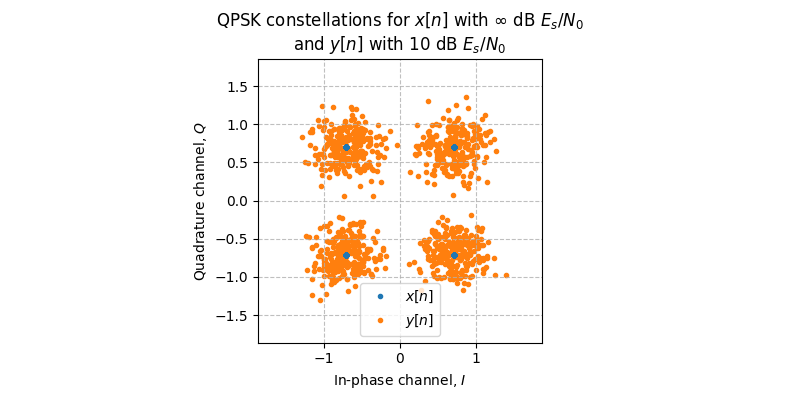 QPSK constellations for x[n] with ∞ dB E_s/N_0
and y[n] with 10 dB E_s/N_0
Quadrature channel, Q
1.5
1.0
0.5
0.0
−0.5
−1.0
−1.5
x[n]
y[n]
−1
0
1
In-phase channel, I